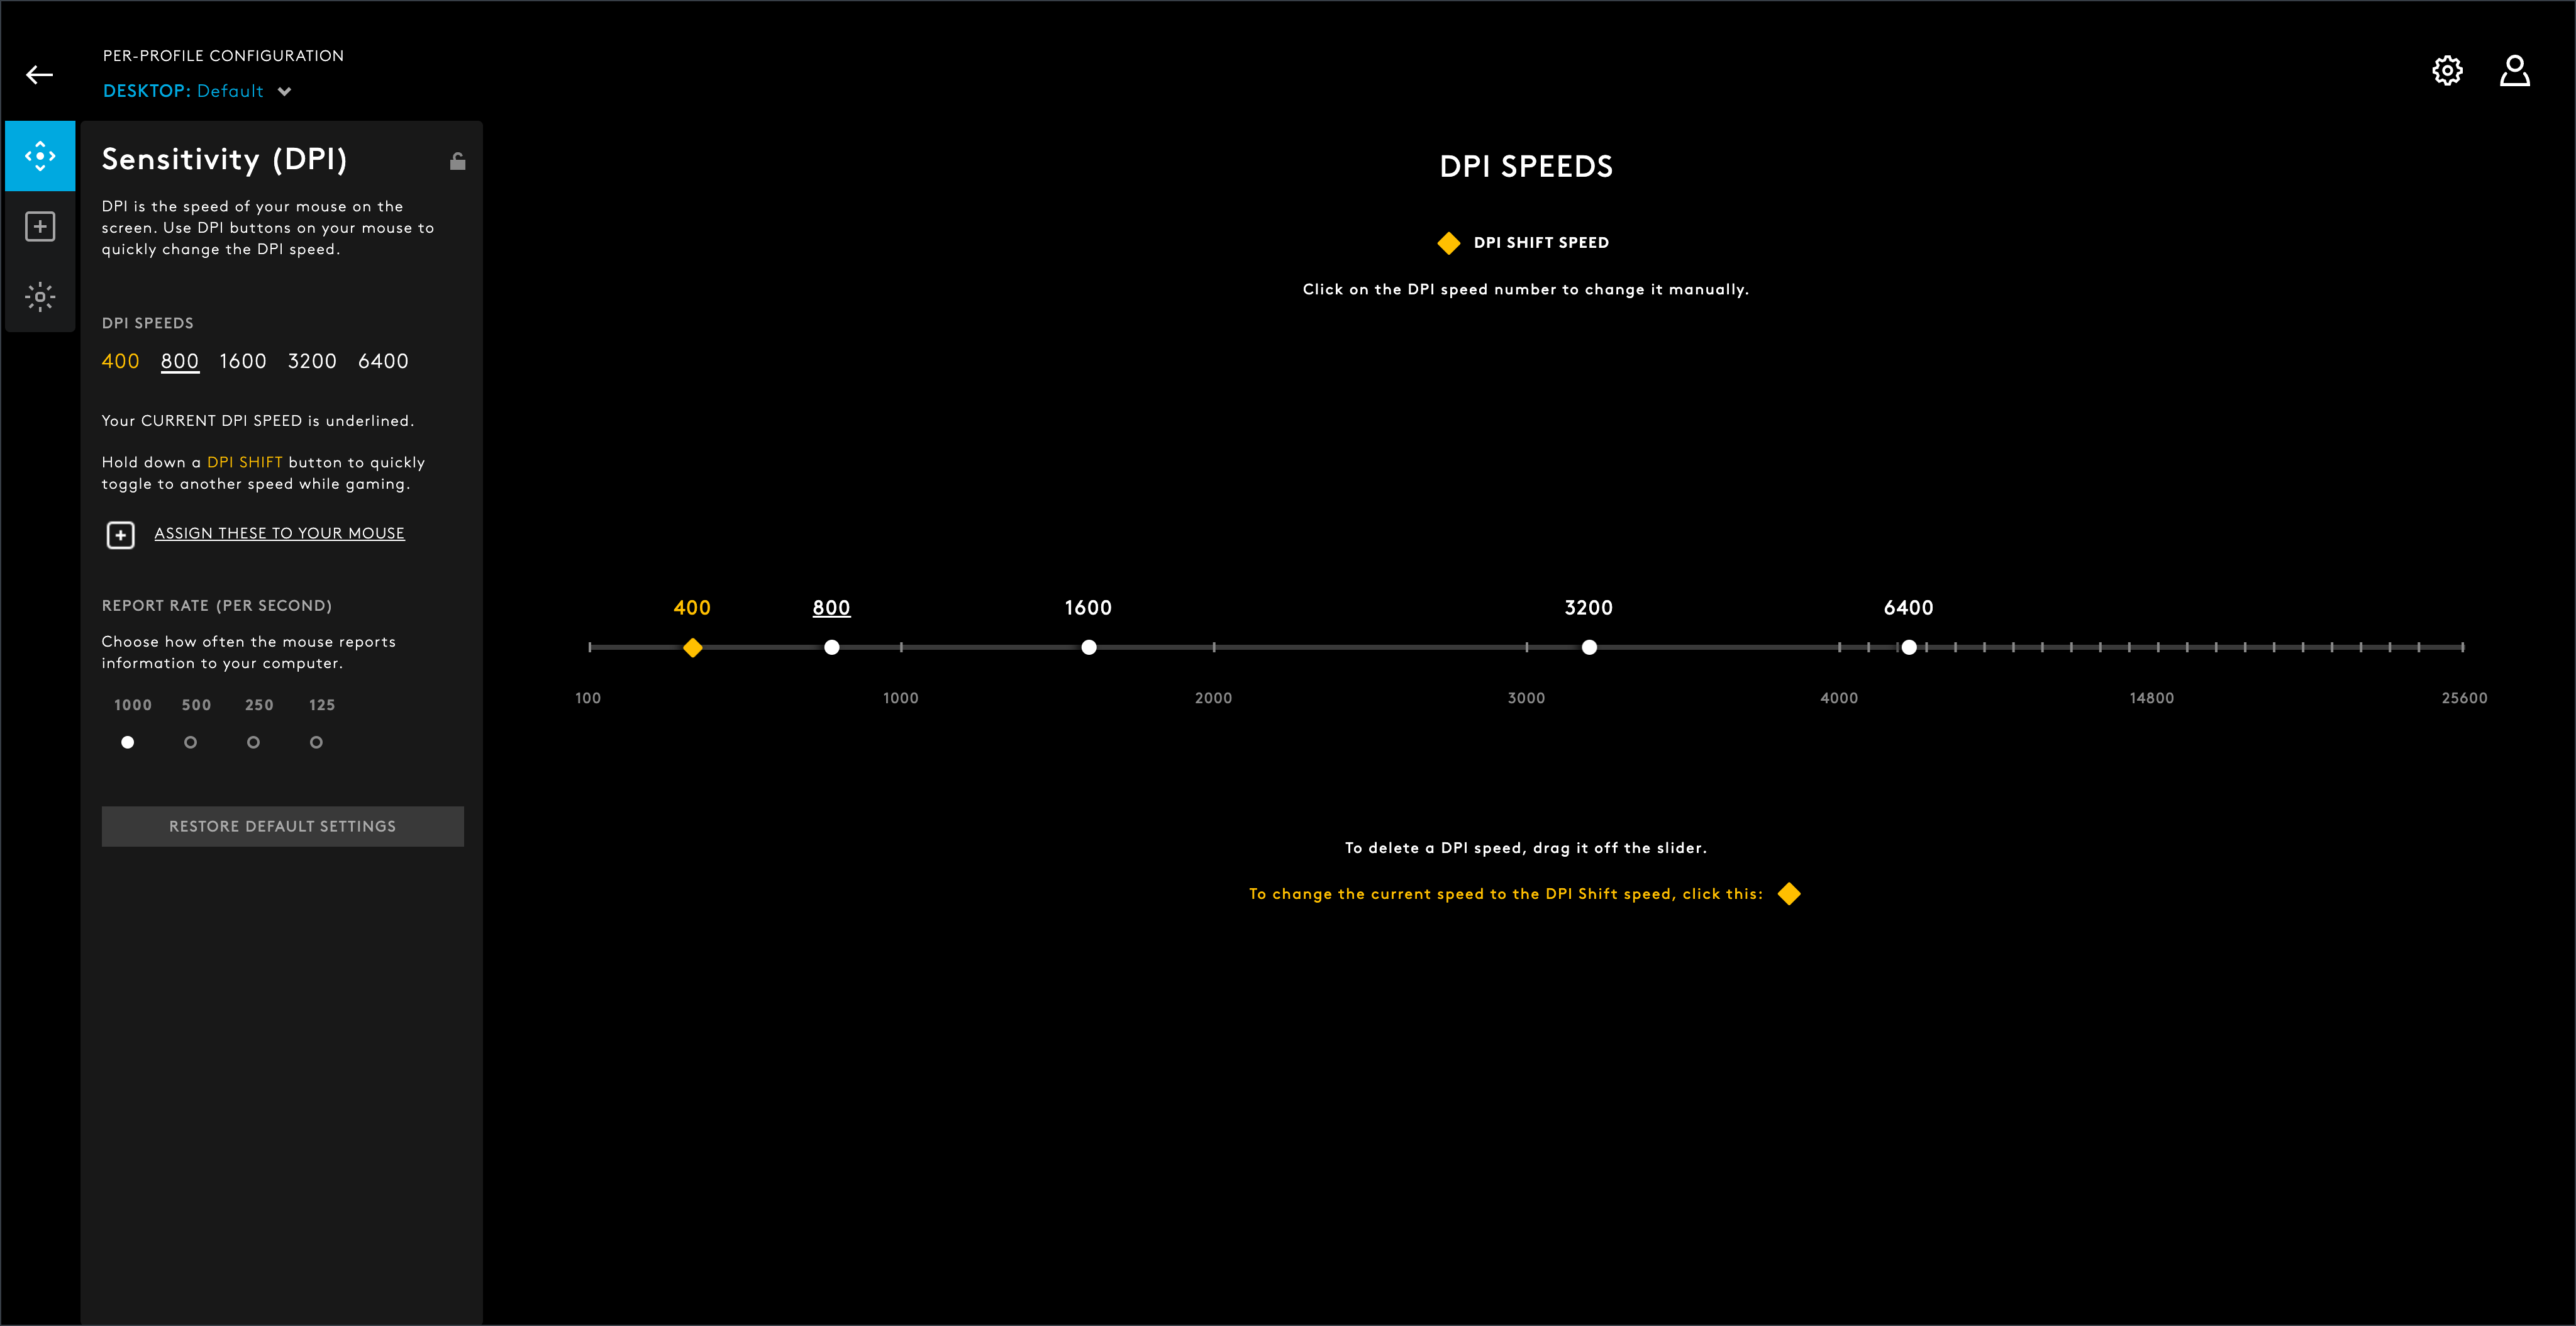 PER-PROFILE CONFIGURATION
DESKTOP: Default
Sensitivity (DPI)
DPI is the speed of your mouse on the
screen. Use DPI buttons on your mouse to
quickly change the DPI speed.
DPI SPEEDS
400 800 1600 3200 6400
Your CURRENT DPI SPEED is underlined.
Hold down a DPI SHIFT button to quickly
toggle to another speed while gaming.
ASSIGN THESE TO YOUR MOUSE
REPORT RATE (PER SECOND)
Choose how often the mouse reports
information to your computer.
1000 500 250 125
RESTORE DEFAULT SETTINGS
DPI SPEEDS
DPI SHIFT SPEED
Click on the DPI speed number to change it manually.
400 800 1600 3200 6400
100 1000 2000 3000 4000 14800 25600
To delete a DPI speed, drag it off the slider.
To change the current speed to the DPI Shift speed, click this: